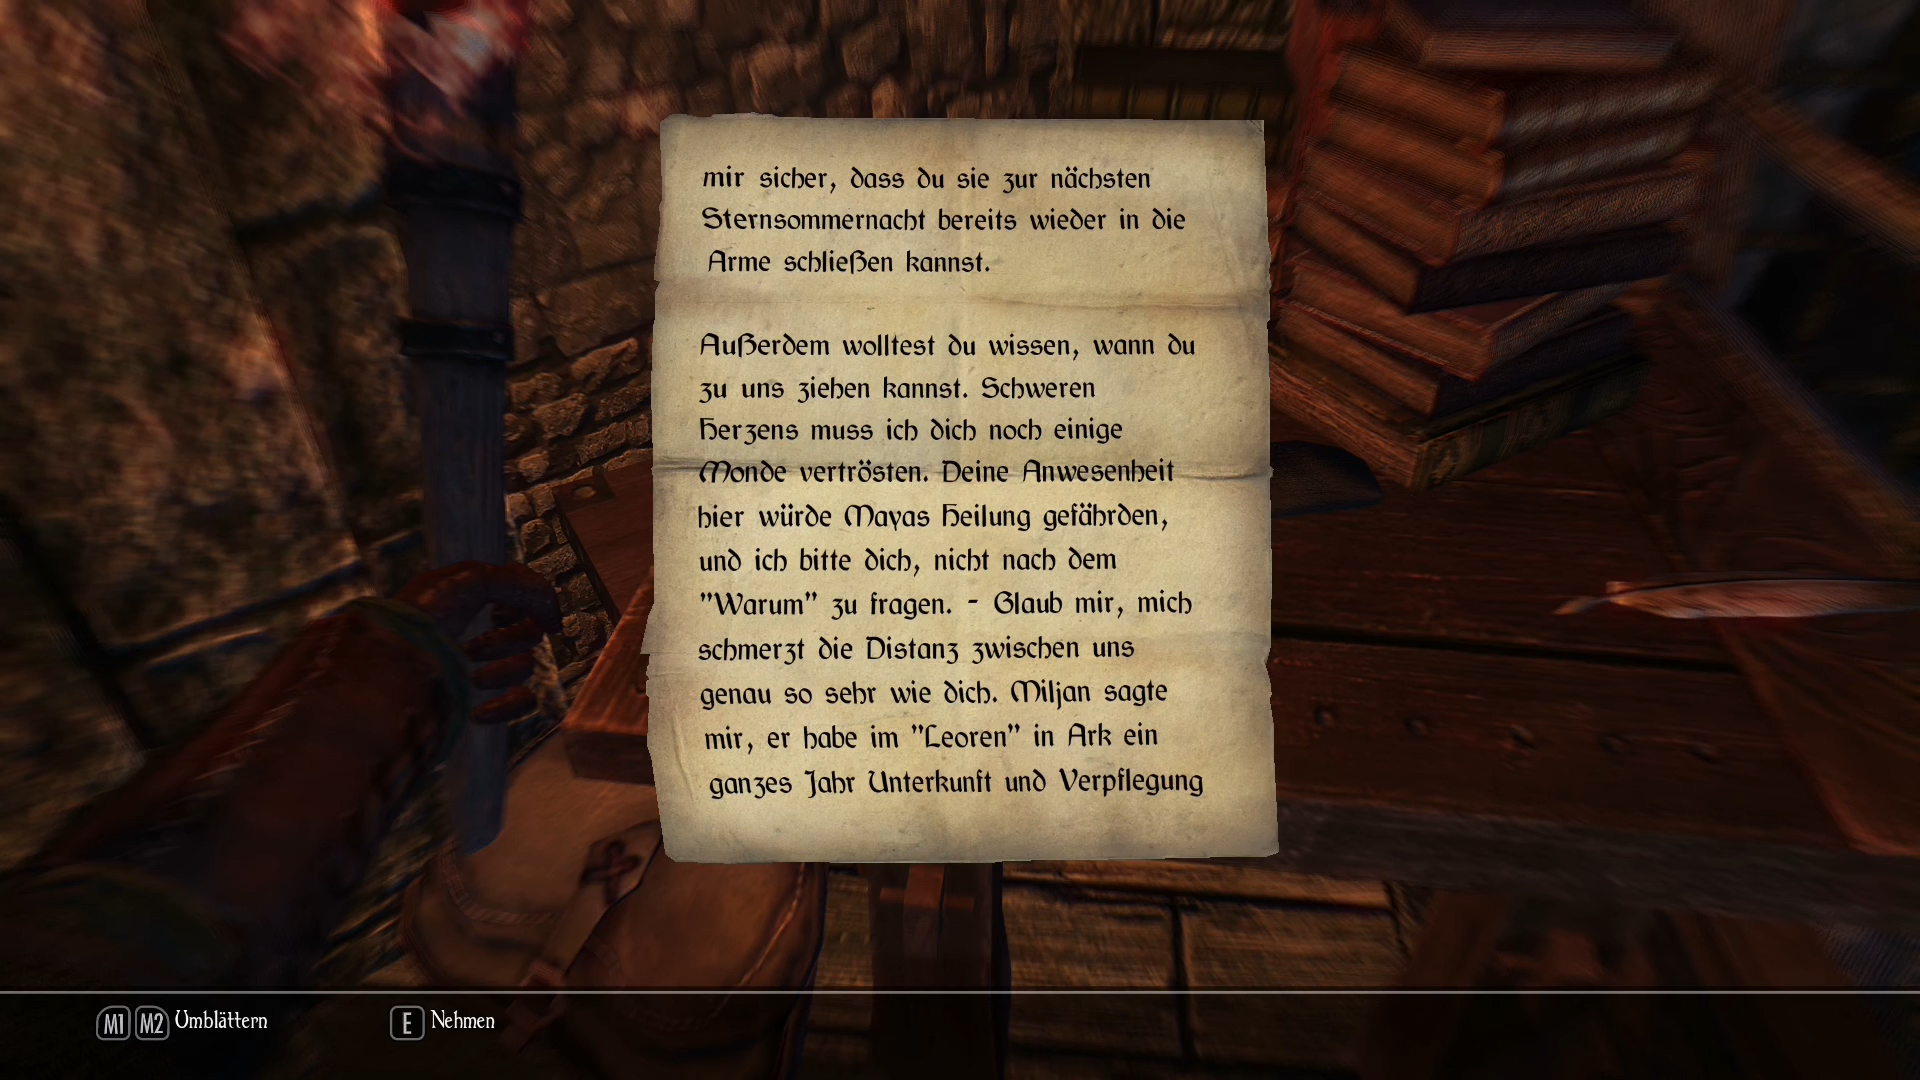 mir sicher, dass du sie zur nächsten
Sternsommernacht bereits wieder in die
Arme schließen kannst.
Außerdem wolltest du wissen, wann du
zu uns ziehen kannst. Schweren
Herzens muss ich dich noch einige
Monde vertrösten. Deine Anwesenheit
hier würde Mayas Heilung gefährden,
und ich bitte dich, nicht nach dem
"Warum" zu fragen. - Glaub mir, mich
schmerzt die Distanz zwischen uns
genau so sehr wie dich. Miljan sagte
mir, er habe im "Leoren" in Ark ein
ganzes Jahr Unterkunft und Verpflegung
M1 M2 Umblättern E Nehmen